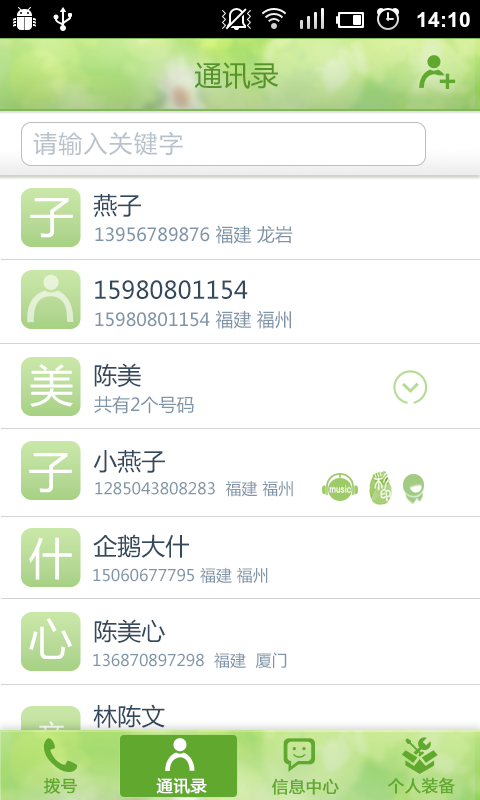 14:10
通讯录
请输入关键字
子
燕子
13956789876 福建 龙岩
15980801154
15980801154 福建 福州
美
陈美
共有2个号码
子
小燕子
1285043808283 福建 福州
music
彩印
什
企鹅大什
15060677795 福建 福州
心
陈美心
136870897298 福建 厦门
林陈文
拨号
通讯录
信息中心
个人装备